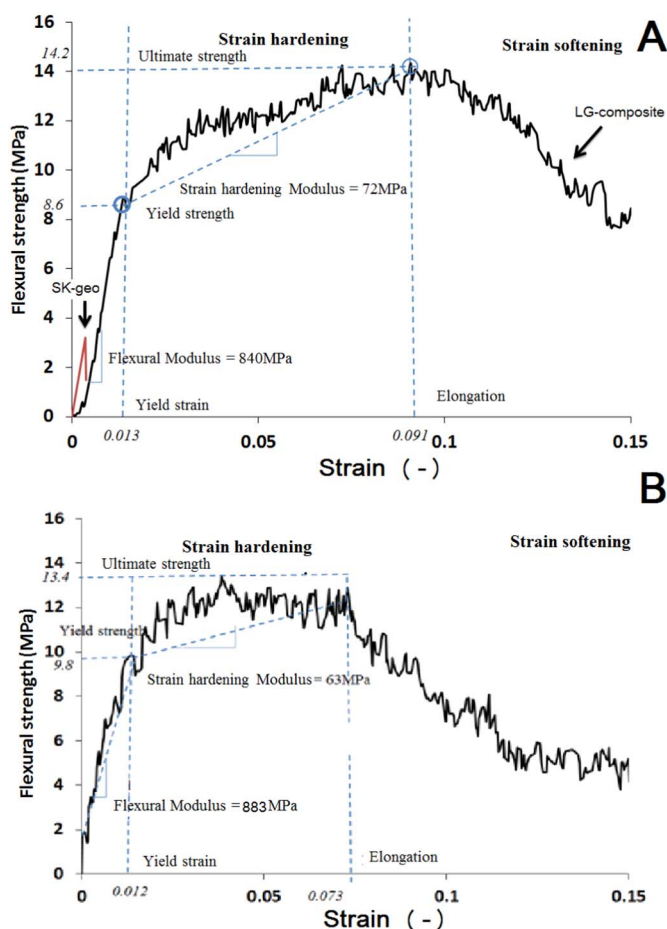 A
16
14.2
14
12
10
8.6
8
6
4
2
0
Flexural strength (MPa)
Strain hardening
Strain softening
Ultimate strength
LG-composite
Strain hardening Modulus = 72MPa
Yield strength
SK-geo
Flexural Modulus = 840MPa
Yield strain
Elongation
0.013
0.091
0
0.05
0.1
0.15
Strain (-)
B
16
14
13.4
12
10
9.8
8
6
4
2
0
Flexural strength (MPa)
Strain hardening
Strain softening
Ultimate strength
Yield strength
Strain hardening Modulus = 63MPa
Flexural Modulus = 883MPa
Yield strain
Elongation
0.012
0.073
0
0.05
0.1
0.15
Strain (-)